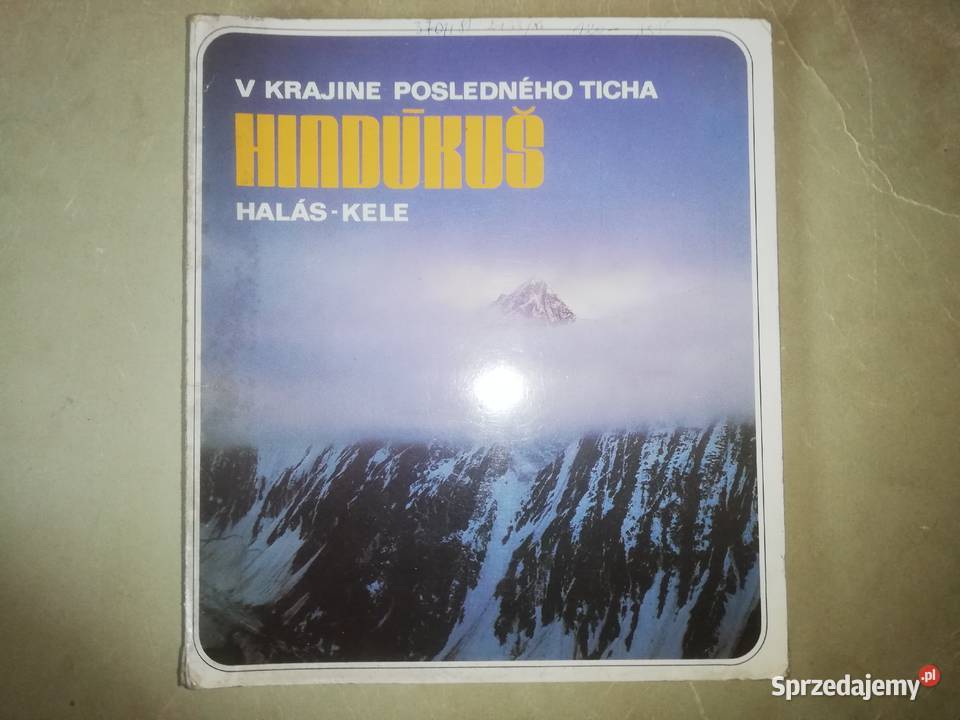 V KRAJINE POSLEDNÉHO TICHA
HINDÚKUŠ
HALÁS-KELE
Sprzedajemy.pl